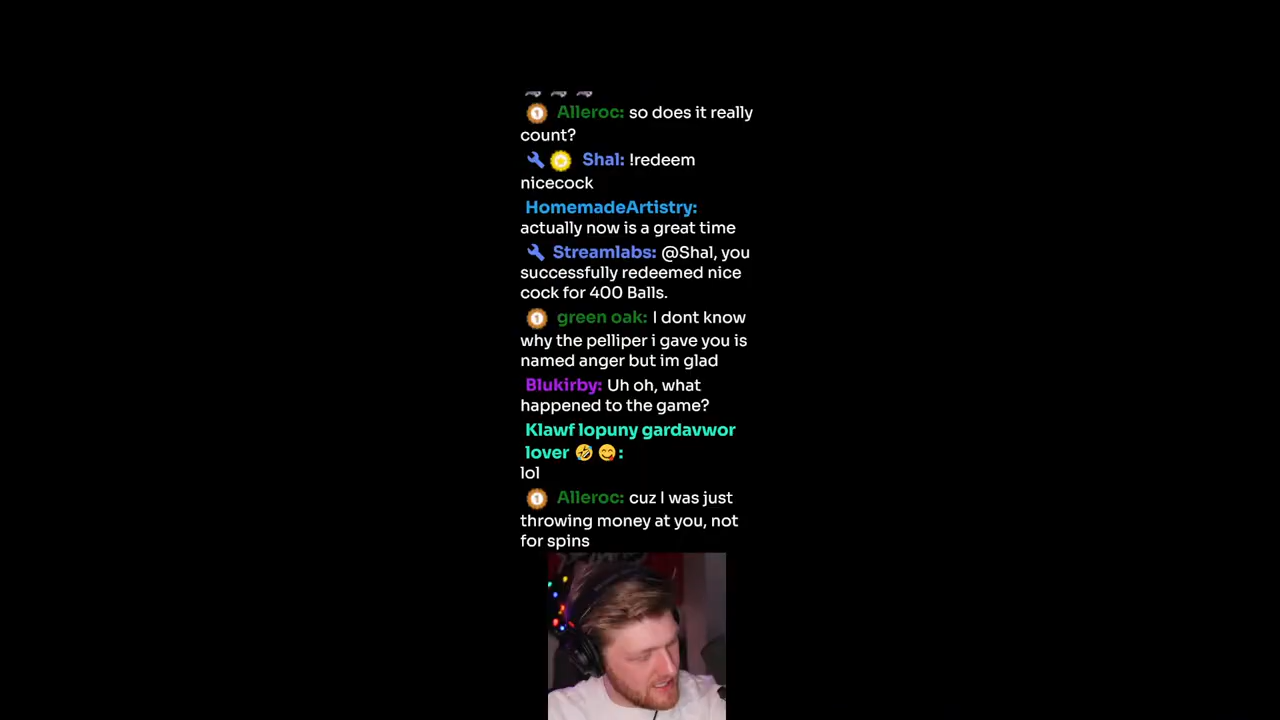 Alleroc: so does it really
count?
Shal: !redeem
nicecock
HomemadeArtistry:
actually now is a great time
Streamlabs: @Shal, you
successfully redeemed nice
cock for 400 Balls.
green oak: I dont know
why the pelliper i gave you is
named anger but im glad
Blukirby: Uh oh, what
happened to the game?
Klawf lopuny gardavwor
lover 🤣 😋:
lol
Alleroc: cuz I was just
throwing money at you, not
for spins